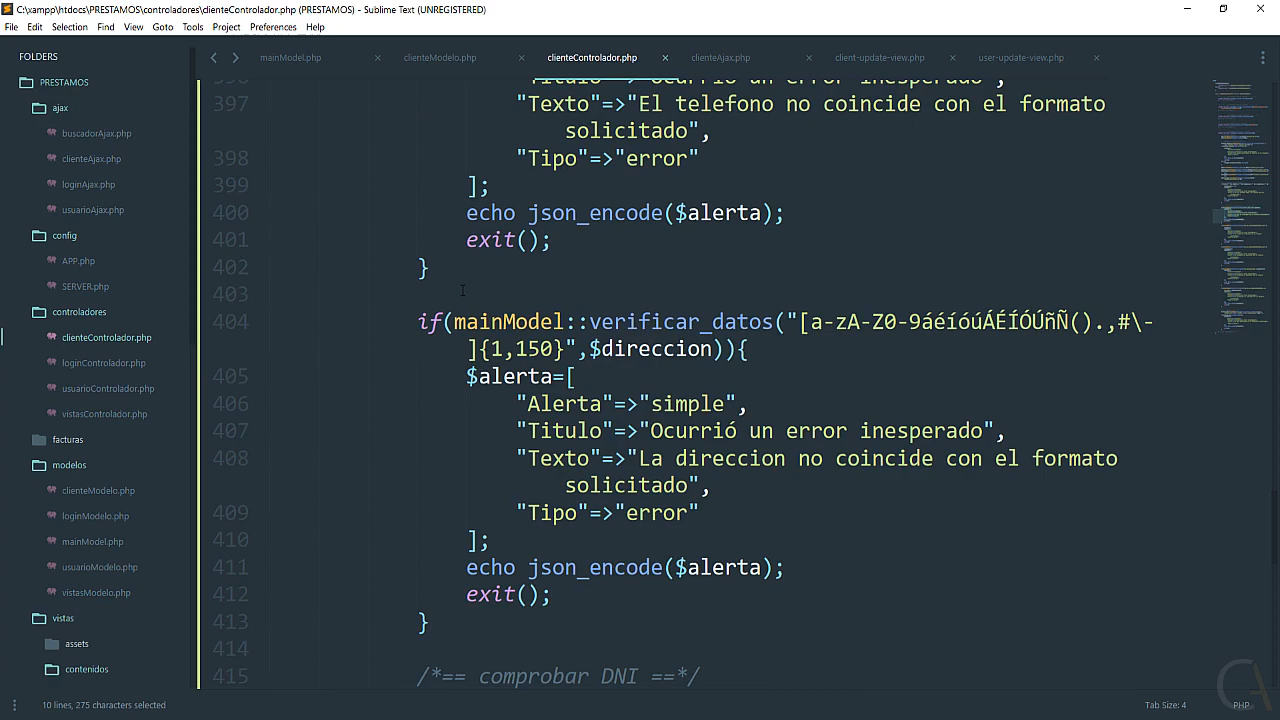 C:\xampp\htdocs\PRESTAMOS\controladores\clienteControlador.php (PRESTAMOS) - Sublime Text (UNREGISTERED)
File Edit Selection Find View Goto Tools Project Preferences Help
FOLDERS
PRESTAMOS
ajax
buscadorAjax.php
clienteAjax.php
loginAjax.php
usuarioAjax.php
config
APP.php
SERVER.php
controladores
clienteControlador.php
loginControlador.php
usuarioControlador.php
vistasControlador.php
facturas
modelos
clienteModelo.php
loginModelo.php
mainModel.php
usuarioModelo.php
vistasModelo.php
vistas
assets
contenidos
mainModel.php clienteModelo.php clienteControlador.php clienteAjax.php client-update-view.php user-update-view.php
396 "Titulo"=>"Ocurrió un error inesperado",
397 "Texto"=>"El telefono no coincide con el formato
solicitado",
398 "Tipo"=>"error"
399 ];
400 echo json_encode($alerta);
401 exit();
402 }
403
404 if(mainModel::verificar_datos("[a-zA-Z0-9áéíóúÁÉÍÓÚñÑ().,#\-
]{1,150}",$direccion)){
405 $alerta=[
406 "Alerta"=>"simple",
407 "Titulo"=>"Ocurrió un error inesperado",
408 "Texto"=>"La direccion no coincide con el formato
solicitado",
409 "Tipo"=>"error"
410 ];
411 echo json_encode($alerta);
412 exit();
413 }
414
415 /*== comprobar DNI ==*/
10 lines, 275 characters selected
Tab Size: 4 PHP